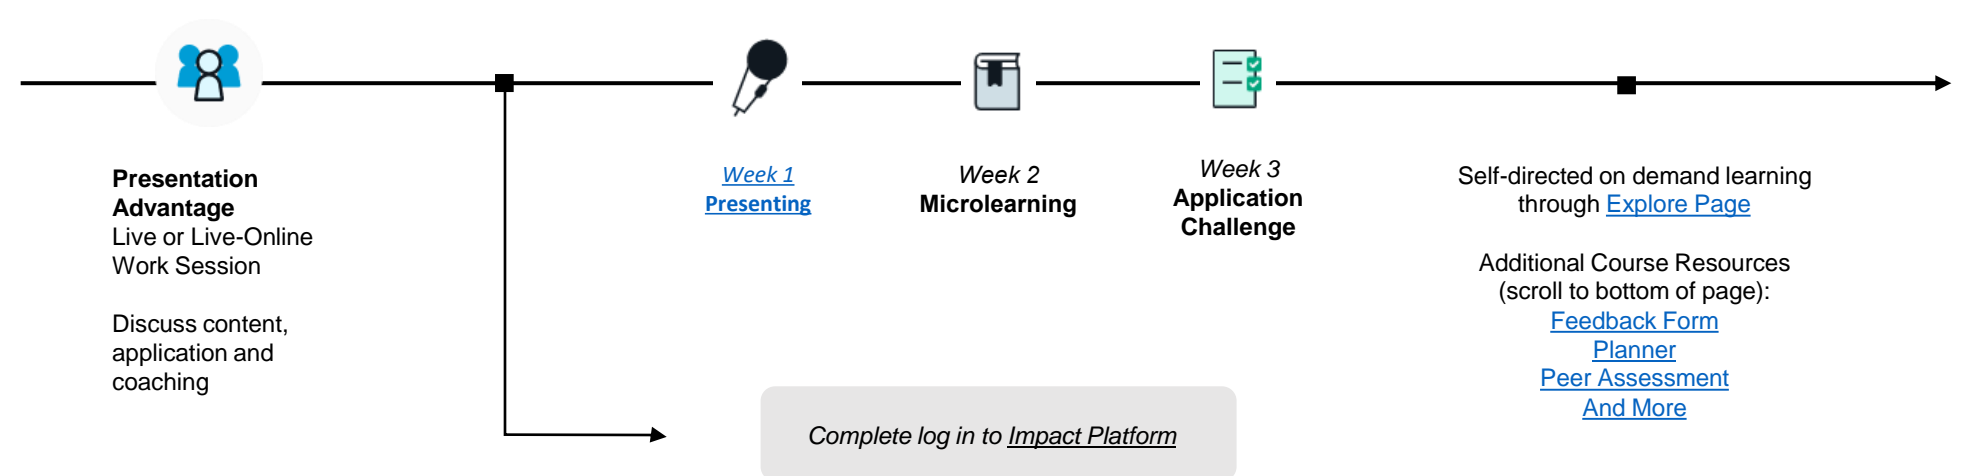 Presentation
Advantage
Live or Live-Online
Work Session
Discuss content,
application and
coaching
Week 1
Presenting
Week 2
Microlearning
Week 3
Application
Challenge
Self-directed on demand learning
through Explore Page
Additional Course Resources
(scroll to bottom of page):
Feedback Form
Planner
Peer Assessment
And More
Complete log in to Impact Platform